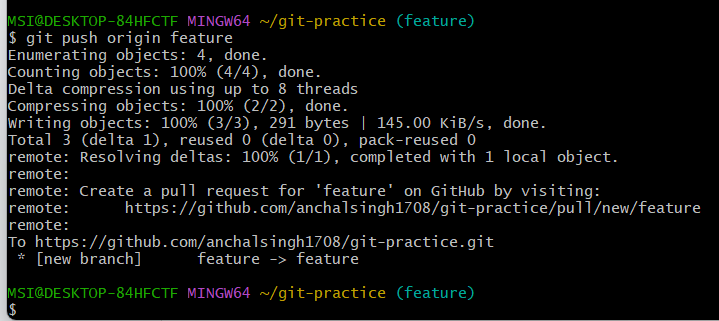 MSI@DESKTOP-84HFCTF MINGW64 ~/git-practice (feature)
$ git push origin feature
Enumerating objects: 4, done.
Counting objects: 100% (4/4), done.
Delta compression using up to 8 threads
Compressing objects: 100% (2/2), done.
Writing objects: 100% (3/3), 291 bytes | 145.00 KiB/s, done.
Total 3 (delta 1), reused 0 (delta 0), pack-reused 0
remote: Resolving deltas: 100% (1/1), completed with 1 local object.
remote:
remote: Create a pull request for 'feature' on GitHub by visiting:
remote:      https://github.com/anchalsingh1708/git-practice/pull/new/feature
remote:
To https://github.com/anchalsingh1708/git-practice.git
 * [new branch]      feature -> feature
MSI@DESKTOP-84HFCTF MINGW64 ~/git-practice (feature)
$